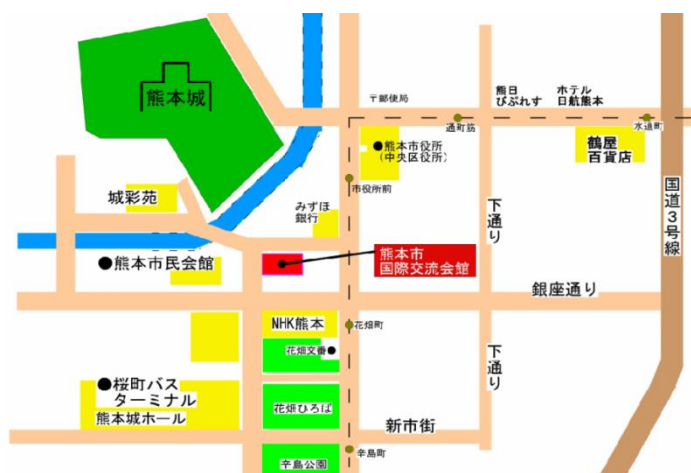 熊本城
〒郵便局
熊日
びぷれす
ホテル
日航熊本
通町筋
水道町
●熊本市役所
(中央区役所)
鶴屋
百貨店
国道3号線
市役所前
城彩苑
みずほ
銀行
下通り
●熊本市民会館
熊本市
国際交流会館
銀座通り
NHK熊本
花畑町
花畑交番●
下通り
●桜町バス
ターミナル
熊本城ホール
花畑ひろば
新市街
辛島公園
辛島町